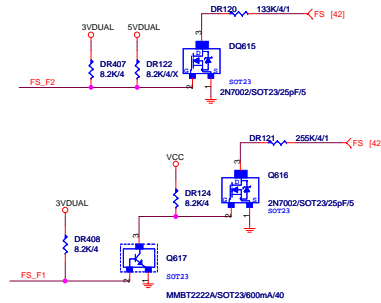 DR120 133K/4/1
FS [42]
3VDUAL 5VDUAL
3
DQ615
DR407
8.2K/4
DR122
8.2K/4/X
D
G S
SOT23
2N7002/SOT23/25pF/5
FS_F2
2 1
DR121 255K/4/1
FS [42
VCC
3
Q616
D
G S
SOT23
2N7002/SOT23/25pF/5
DR124
8.2K/4
2 1
3VDUAL
3
DR408
8.2K/4
Q617
SOT23
FS_F1
2 1
MMBT2222A/SOT23/600mA/40